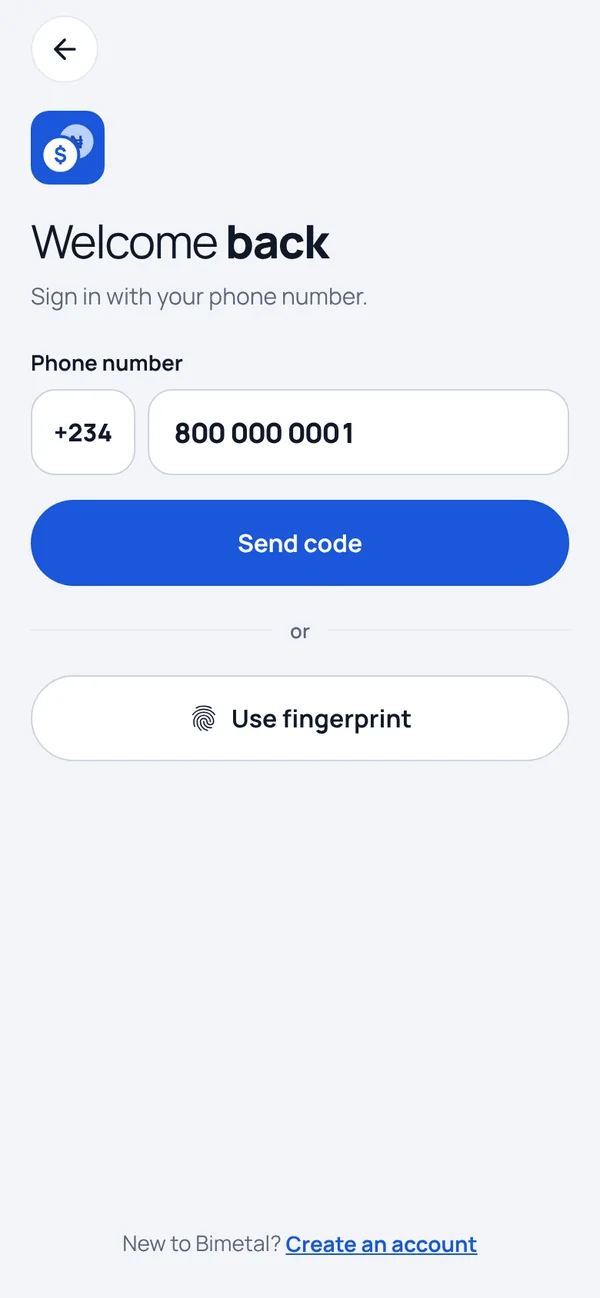 ₦
$
Welcome back
Sign in with your phone number.
Phone number
+234
800 000 0001
Send code
or
Use fingerprint
New to Bimetal? Create an account